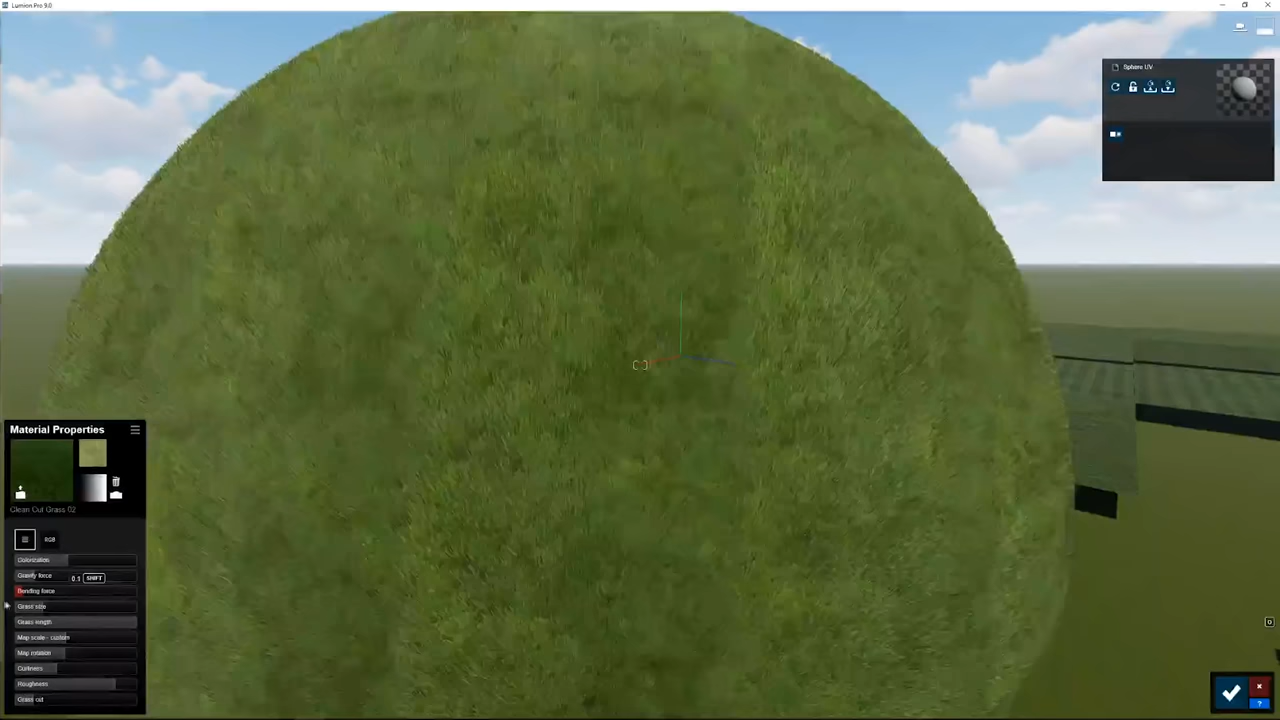 Lumion Pro 9.0
Sphere UV
Material Properties
Clean Cut Grass 02
RGB
Colorization
Gravity force
0.1 SHIFT
Bending force
Grass size
Grass length
Map scale - custom
Map rotation
Curliness
Roughness
Grass cut
?